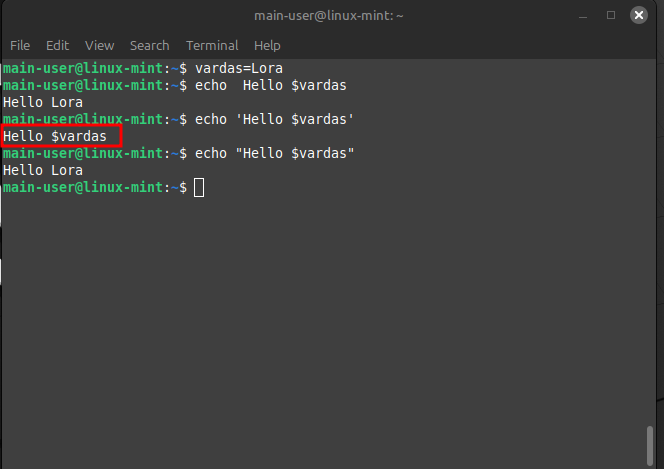 main-user@linux-mint: ~
File Edit View Search Terminal Help
main-user@linux-mint:~$ vardas=Lora
main-user@linux-mint:~$ echo  Hello $vardas
Hello Lora
main-user@linux-mint:~$ echo 'Hello $vardas'
Hello $vardas
main-user@linux-mint:~$ echo "Hello $vardas"
Hello Lora
main-user@linux-mint:~$